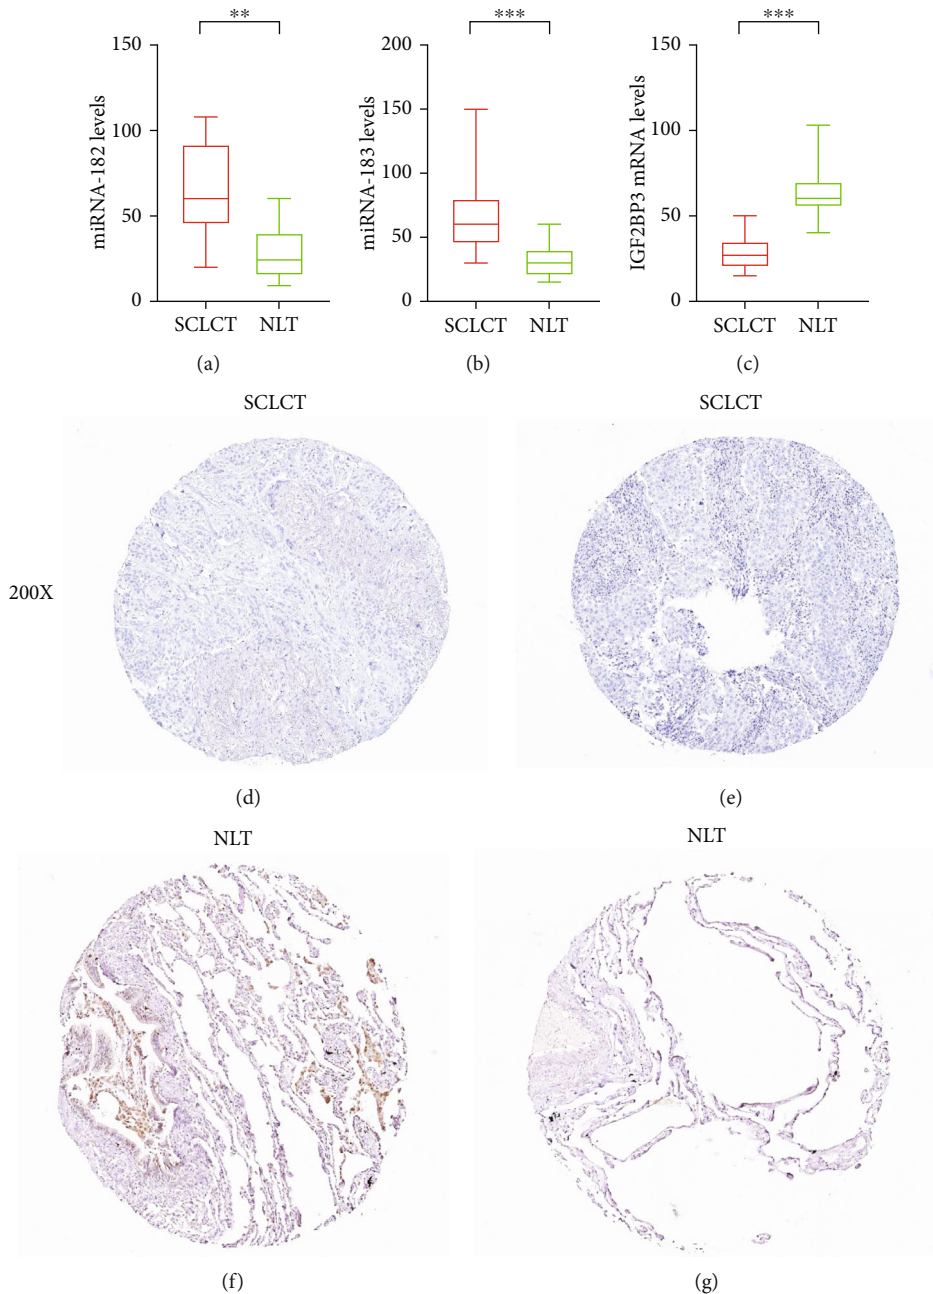 ** *** ***
150 200 150
100 150 100
50 100 50
0 50 0
0
miRNA-182 levels
miRNA-183 levels
IGF2BP3 mRNA levels
SCLCT NLT SCLCT NLT SCLCT NLT
(a) (b) (c)
SCLCT SCLCT
200X
(d) (e)
NLT NLT
(f) (g)